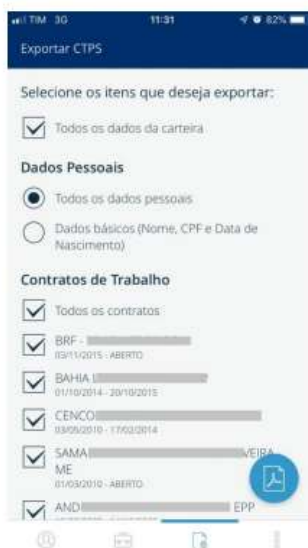 TIM 3G 11:31 82%
Exportar CTPS
Selecione os itens que deseja exportar:
Todos os dados da carteira
Dados Pessoais
Todos os dados pessoais
Dados básicos (Nome, CPF e Data de
Nascimento)
Contratos de Trabalho
Todos os contratos
BRF -
03/11/2015 - ABERTO
BAHIA
01/10/2014 - 20/10/2015
CENCO
03/05/2010 - 17/02/2014
SAMA VEIRA
ME
01/03/2010 - ABERTO
AND EPP